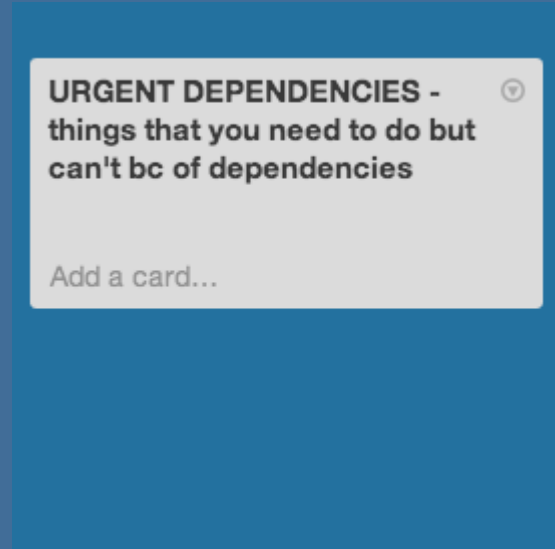 URGENT DEPENDENCIES -
things that you need to do but
can't bc of dependencies
Add a card...